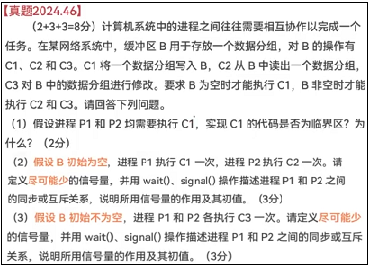 【真题2024.46】
（2+3+3=8分）计算机系统中的进程之间往往需要相互协作以完成一个
任务。在某网络系统中，缓冲区 B 用于存放一个数据分组，对 B 的操作有
C1、C2 和 C3。C1 将一个数据分组写入 B，C2 从 B 中读出一个数据分组，
C3 对 B 中的数据分组进行修改。要求 B 为空时才能执行 C1，B 非空时才能
执行 C2 和 C3。请回答下列问题。
（1）假设进程 P1 和 P2 均需要执行 C1，实现 C1 的代码是否为临界区？为
什么？（2分）
（2）假设 B 初始为空，进程 P1 执行 C1 一次，进程 P2 执行 C2 一次。请
定义尽可能少的信号量，并用 wait()、signal() 操作描述进程 P1 和 P2 之间
的同步或互斥关系，说明所用信号量的作用及其初值。（3分）
（3）假设 B 初始不为空，进程 P1 和 P2 各执行 C3 一次。请定义尽可能少
的信号量，并用 wait()、signal() 操作描述进程 P1 和 P2 之间的同步或互斥
关系，说明所用信号量的作用及其初值。（3分）